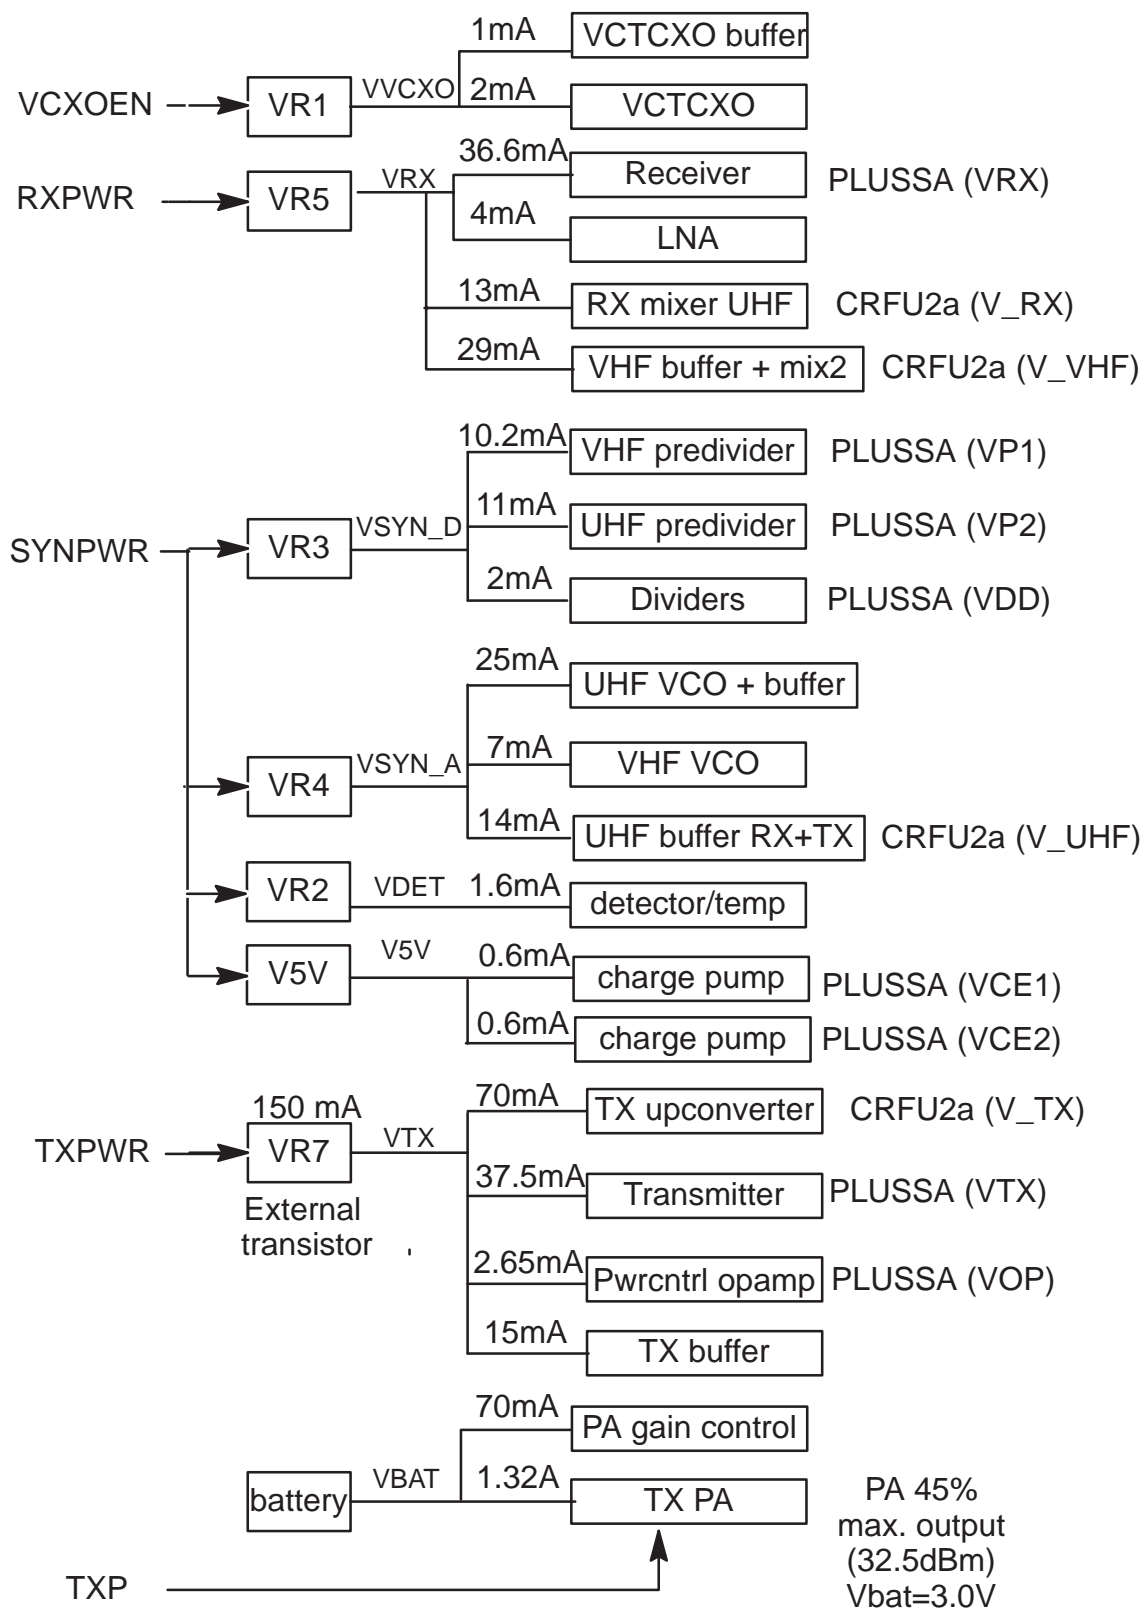 1mA
VCTCXO buffer
VCXOEN
VR1
VVCXO
2mA
VCTCXO
36.6mA
Receiver
PLUSSA (VRX)
RXPWR
VR5
VRX
4mA
LNA
13mA
RX mixer UHF
CRFU2a (V_RX)
29mA
VHF buffer + mix2
CRFU2a (V_VHF)
10.2mA
VHF predivider
PLUSSA (VP1)
11mA
UHF predivider
PLUSSA (VP2)
SYNPWR
VR3
VSYN_D
2mA
Dividers
PLUSSA (VDD)
25mA
UHF VCO + buffer
7mA
VHF VCO
VR4
VSYN_A
14mA
UHF buffer RX+TX
CRFU2a (V_UHF)
VR2
VDET
1.6mA
detector/temp
V5V
V5V
0.6mA
charge pump
PLUSSA (VCE1)
0.6mA
charge pump
PLUSSA (VCE2)
70mA
TX upconverter
CRFU2a (V_TX)
150 mA
TXPWR
VR7
VTX
External
transistor
37.5mA
Transmitter
PLUSSA (VTX)
2.65mA
Pwrcntrl opamp
PLUSSA (VOP)
15mA
TX buffer
70mA
PA gain control
battery
VBAT
1.32A
TX PA
PA 45%
max. output
(32.5dBm)
Vbat=3.0V
TXP